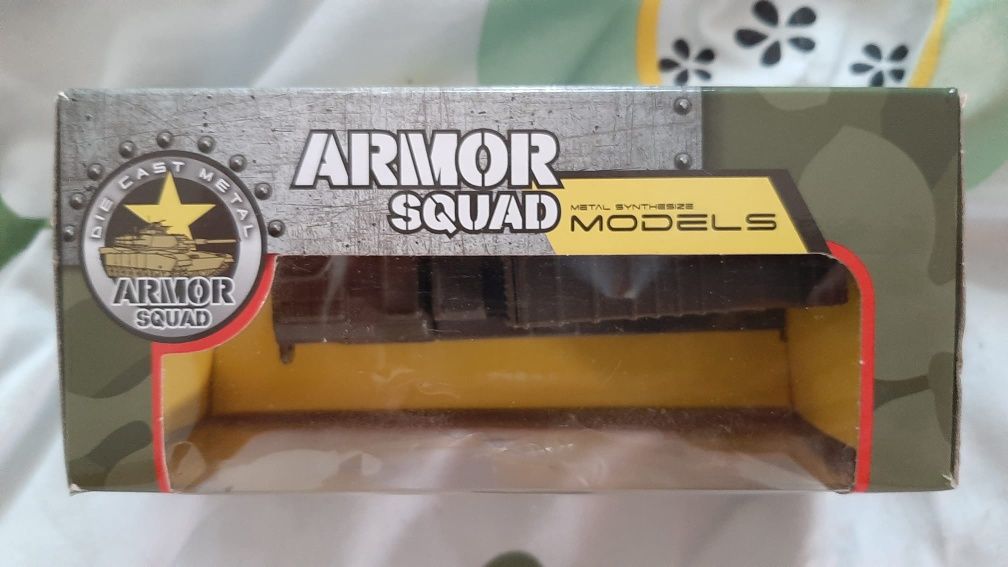 DIE CAST METAL
ARMOR
SQUAD
ARMOR
SQUAD
METAL SYNTHESIZE
MODELS